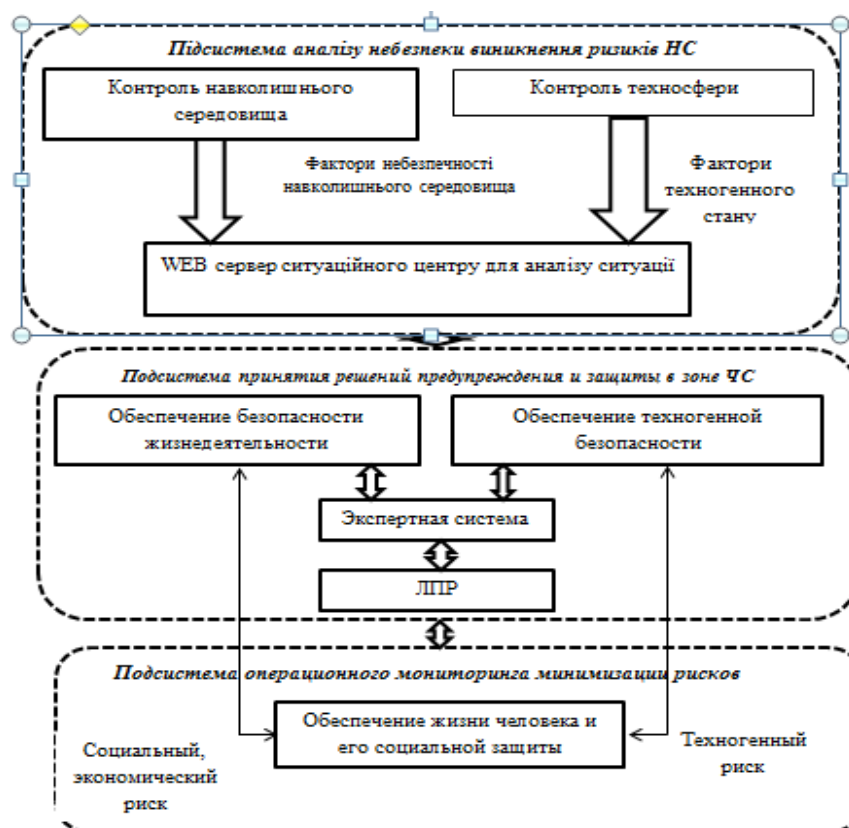 Підсистема аналізу небезпеки виникнення ризиків НС
Контроль навколишнього
середовища
Контроль техносфери
Фактори небезпечності
навколишнього середовища
Фактори
техногенного
стану
WEB сервер ситуаційного центру для аналізу ситуації
Подсистема принятия решений предупреждения и защиты в зоне ЧС
Обеспечение безопасности
жизнедеятельности
Обеспечение техногенной
безопасности
Экспертная система
ЛПР
Подсистема операционного мониторинга минимизации рисков
Обеспечение жизни человека и
его социальной защиты
Социальный,
экономический
риск
Техногенный
риск